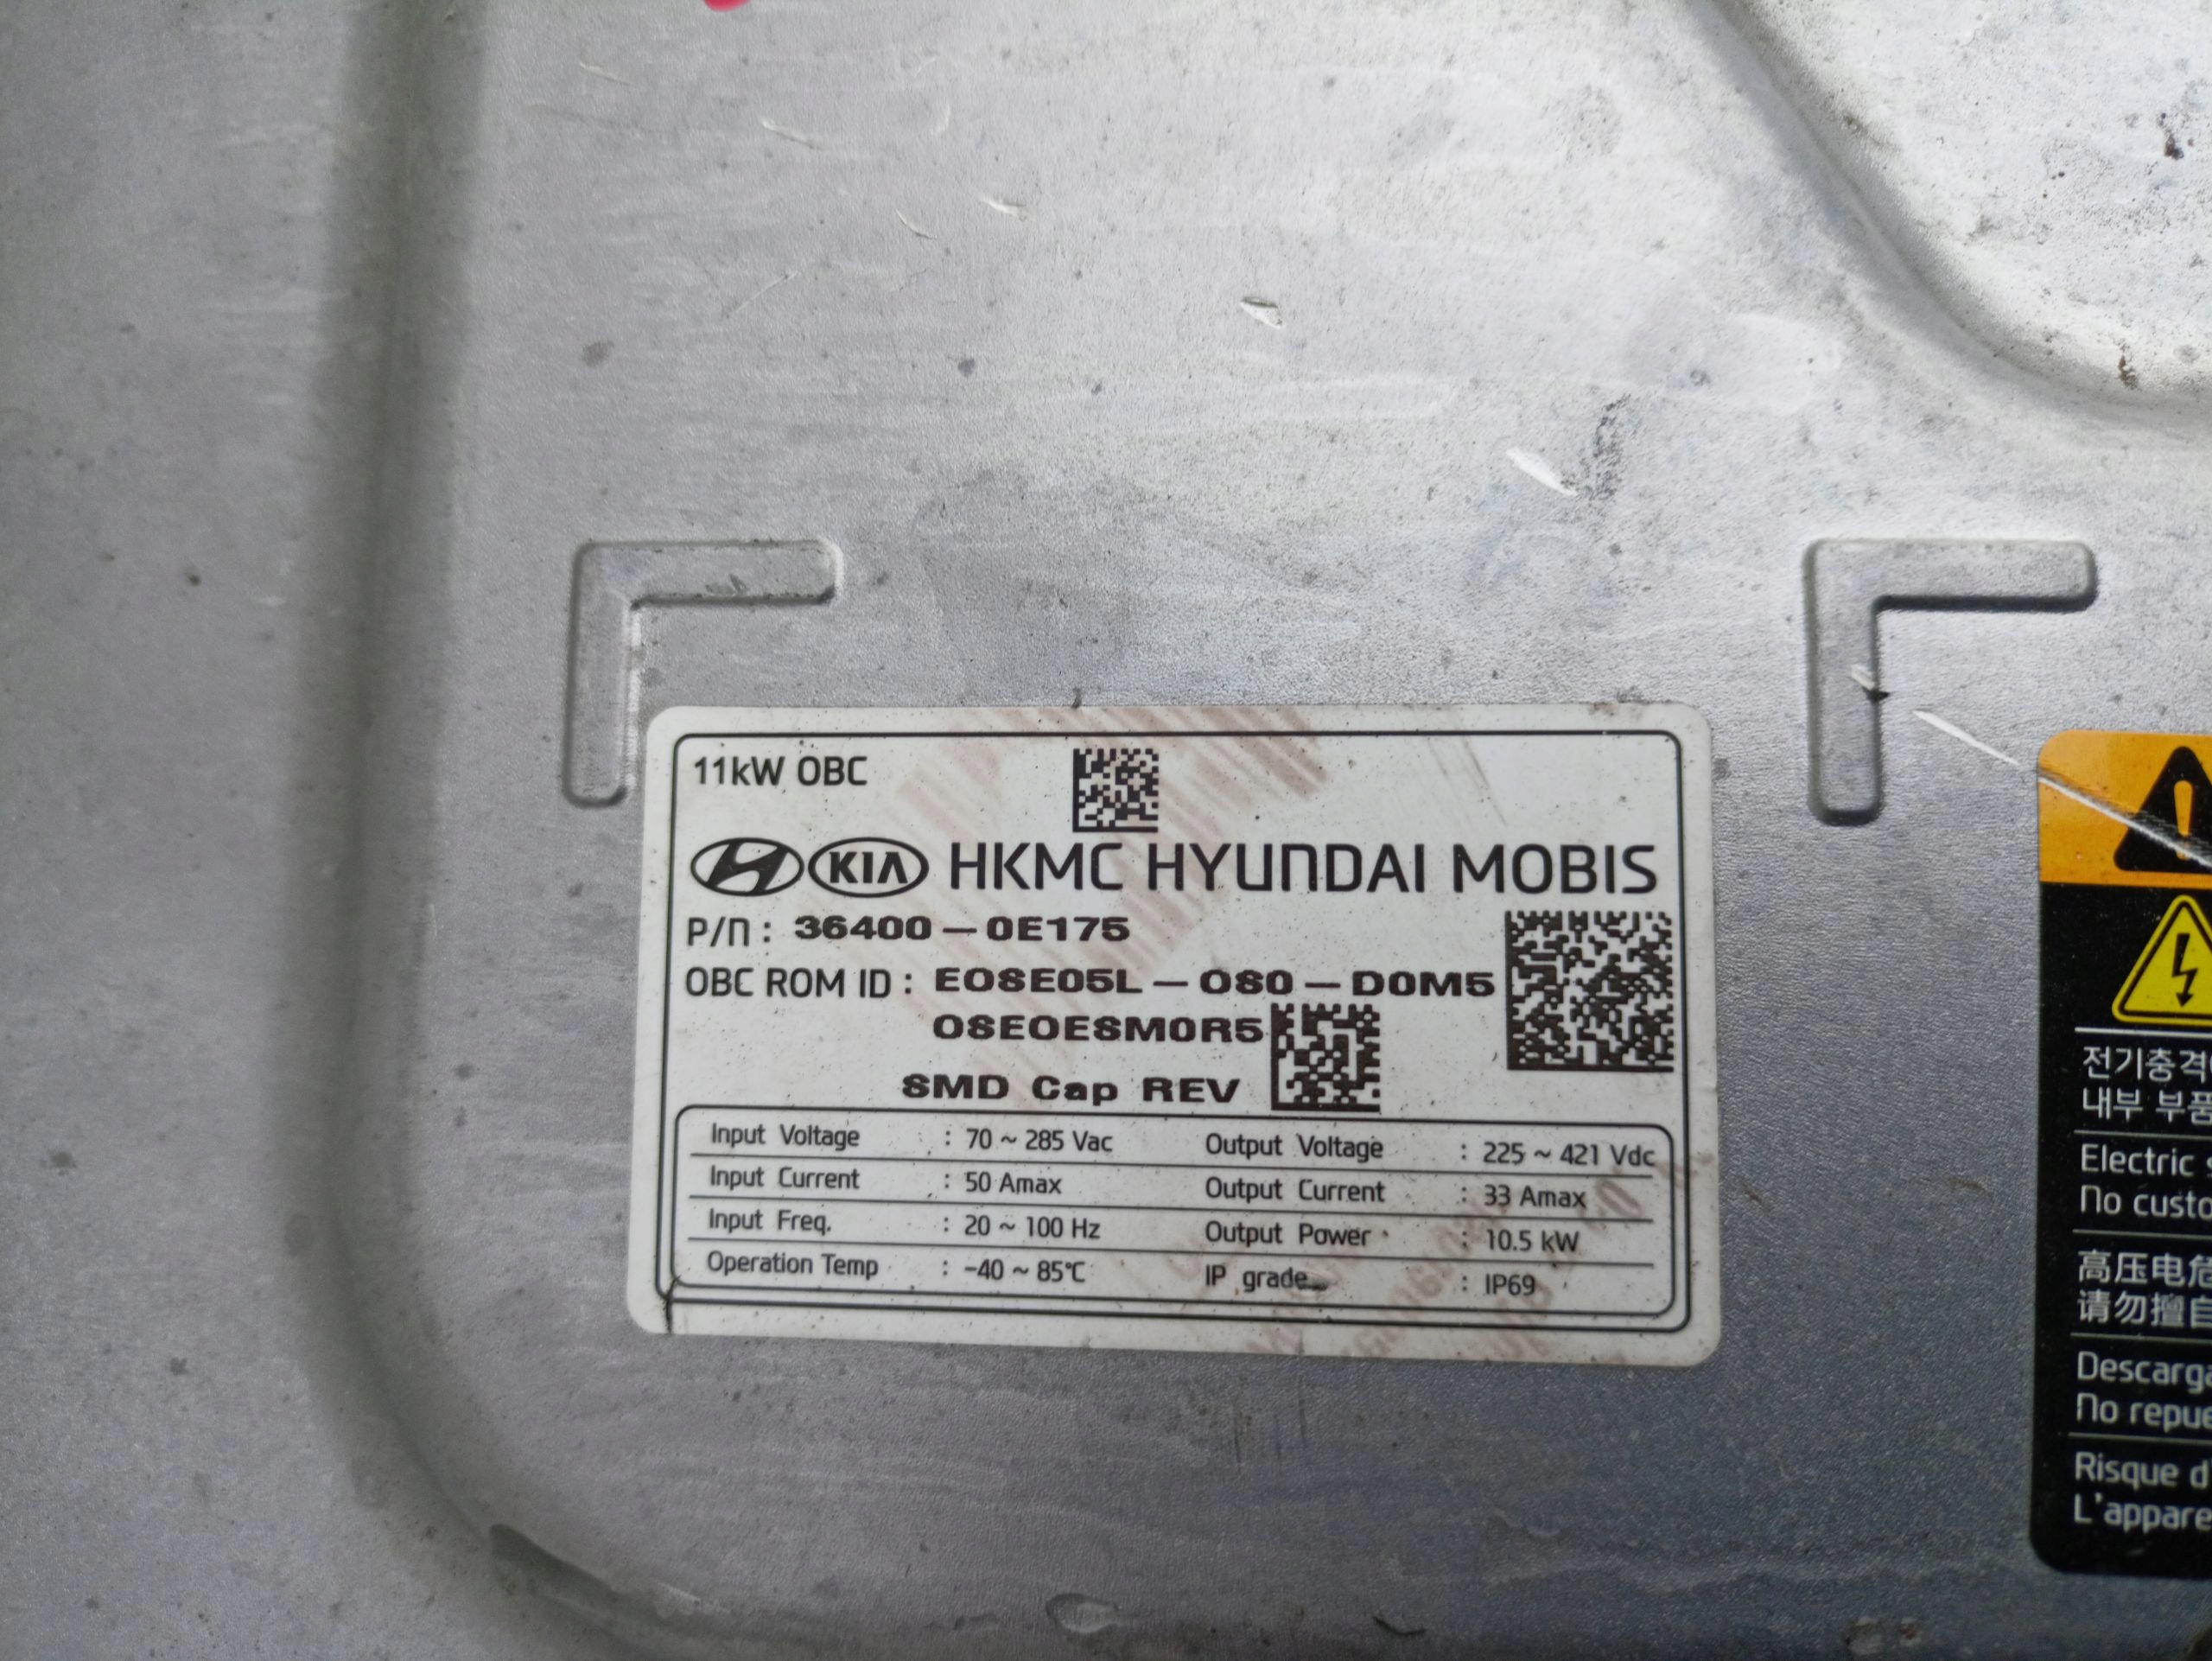 11kW OBC
KIA HKMC HYUNDAI MOBIS
P/N : 36400 – 0E175
OBC ROM ID : EOSE05L – OS0 – D0M5
OSEOESM0R5
SMD Cap REV
Input Voltage : 70 ~ 285 Vac Output Voltage : 225 ~ 421 Vdc
Input Current : 50 Amax Output Current : 33 Amax
Input Freq. : 20 ~ 100 Hz Output Power : 10.5 kW
Operation Temp : -40 ~ 85℃ IP grade : IP69
전기충격
내부 부품
Electric
No custo
高压电危
请勿擅自
Descarga
No repue
Risque d'
L'appare